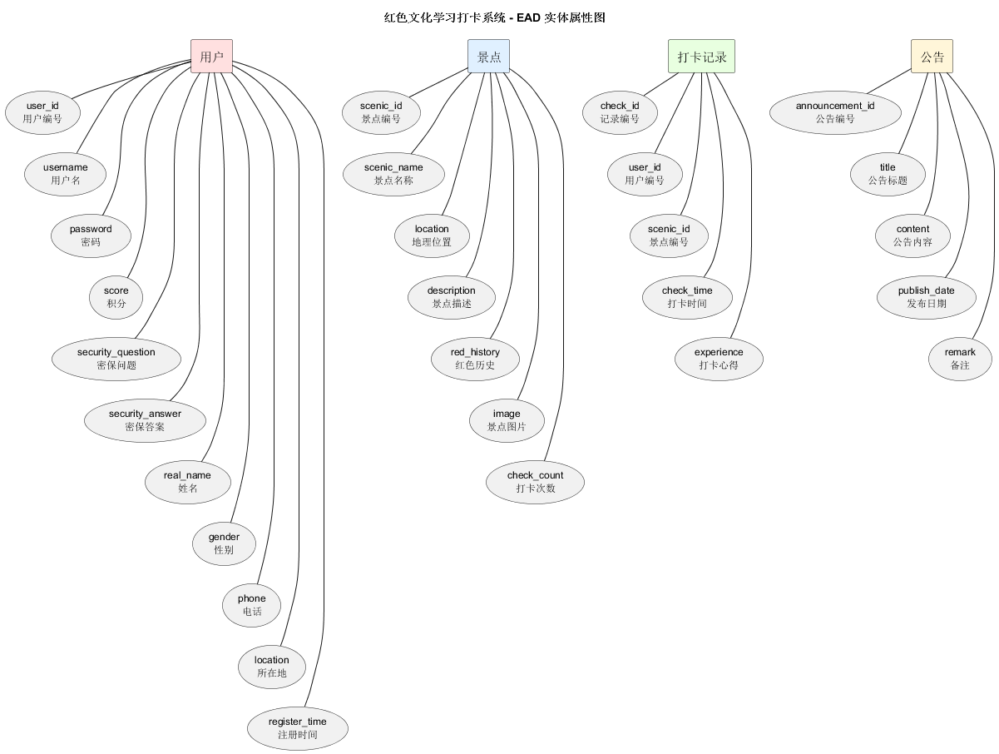 红色文化学习打卡系统 - EAD 实体属性图
用户
user_id
用户编号
username
用户名
password
密码
score
积分
security_question
密保问题
security_answer
密保答案
real_name
姓名
gender
性别
phone
电话
location
所在地
register_time
注册时间
景点
scenic_id
景点编号
scenic_name
景点名称
location
地理位置
description
景点描述
red_history
红色历史
image
景点图片
check_count
打卡次数
打卡记录
check_id
记录编号
user_id
用户编号
scenic_id
景点编号
check_time
打卡时间
experience
打卡心得
公告
announcement_id
公告编号
title
公告标题
content
公告内容
publish_date
发布日期
remark
备注